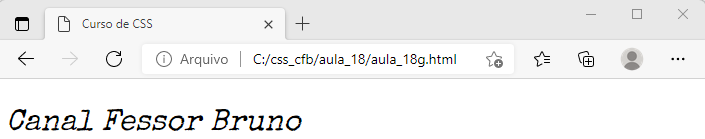 Curso de CSS
Arquivo C:/css_cfb/aula_18/aula_18g.html
Canal Fessor Bruno